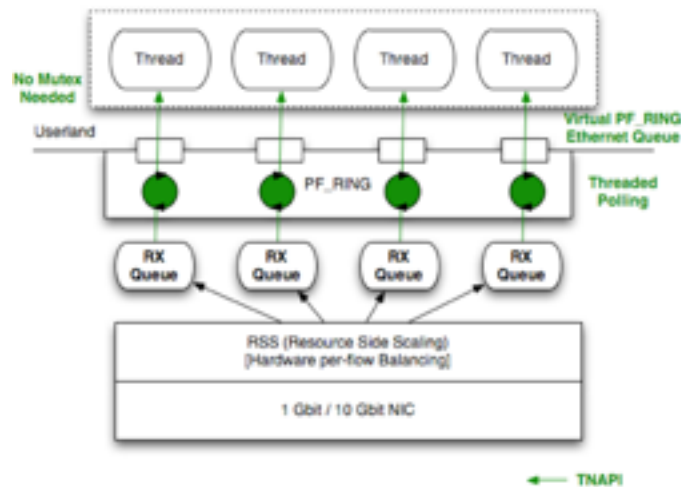 Thread Thread Thread Thread
No Mutex
Needed
Userland
Virtual PF_RING
Ethernet Queue
PF_RING
Threaded
Polling
RX
Queue
RX
Queue
RX
Queue
RX
Queue
RSS (Resource Side Scaling)
[Hardware per-flow Balancing]
1 Gbit / 10 Gbit NIC
TNAPI